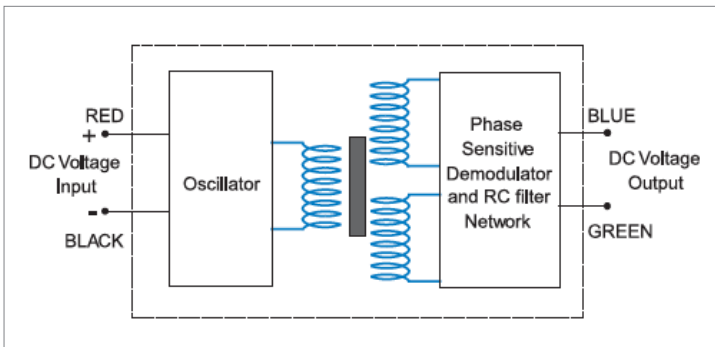 RED
+
DC Voltage
Input
-
BLACK
Oscillator
Phase
Sensitive
Demodulator
and RC filter
Network
BLUE
DC Voltage
Output
GREEN